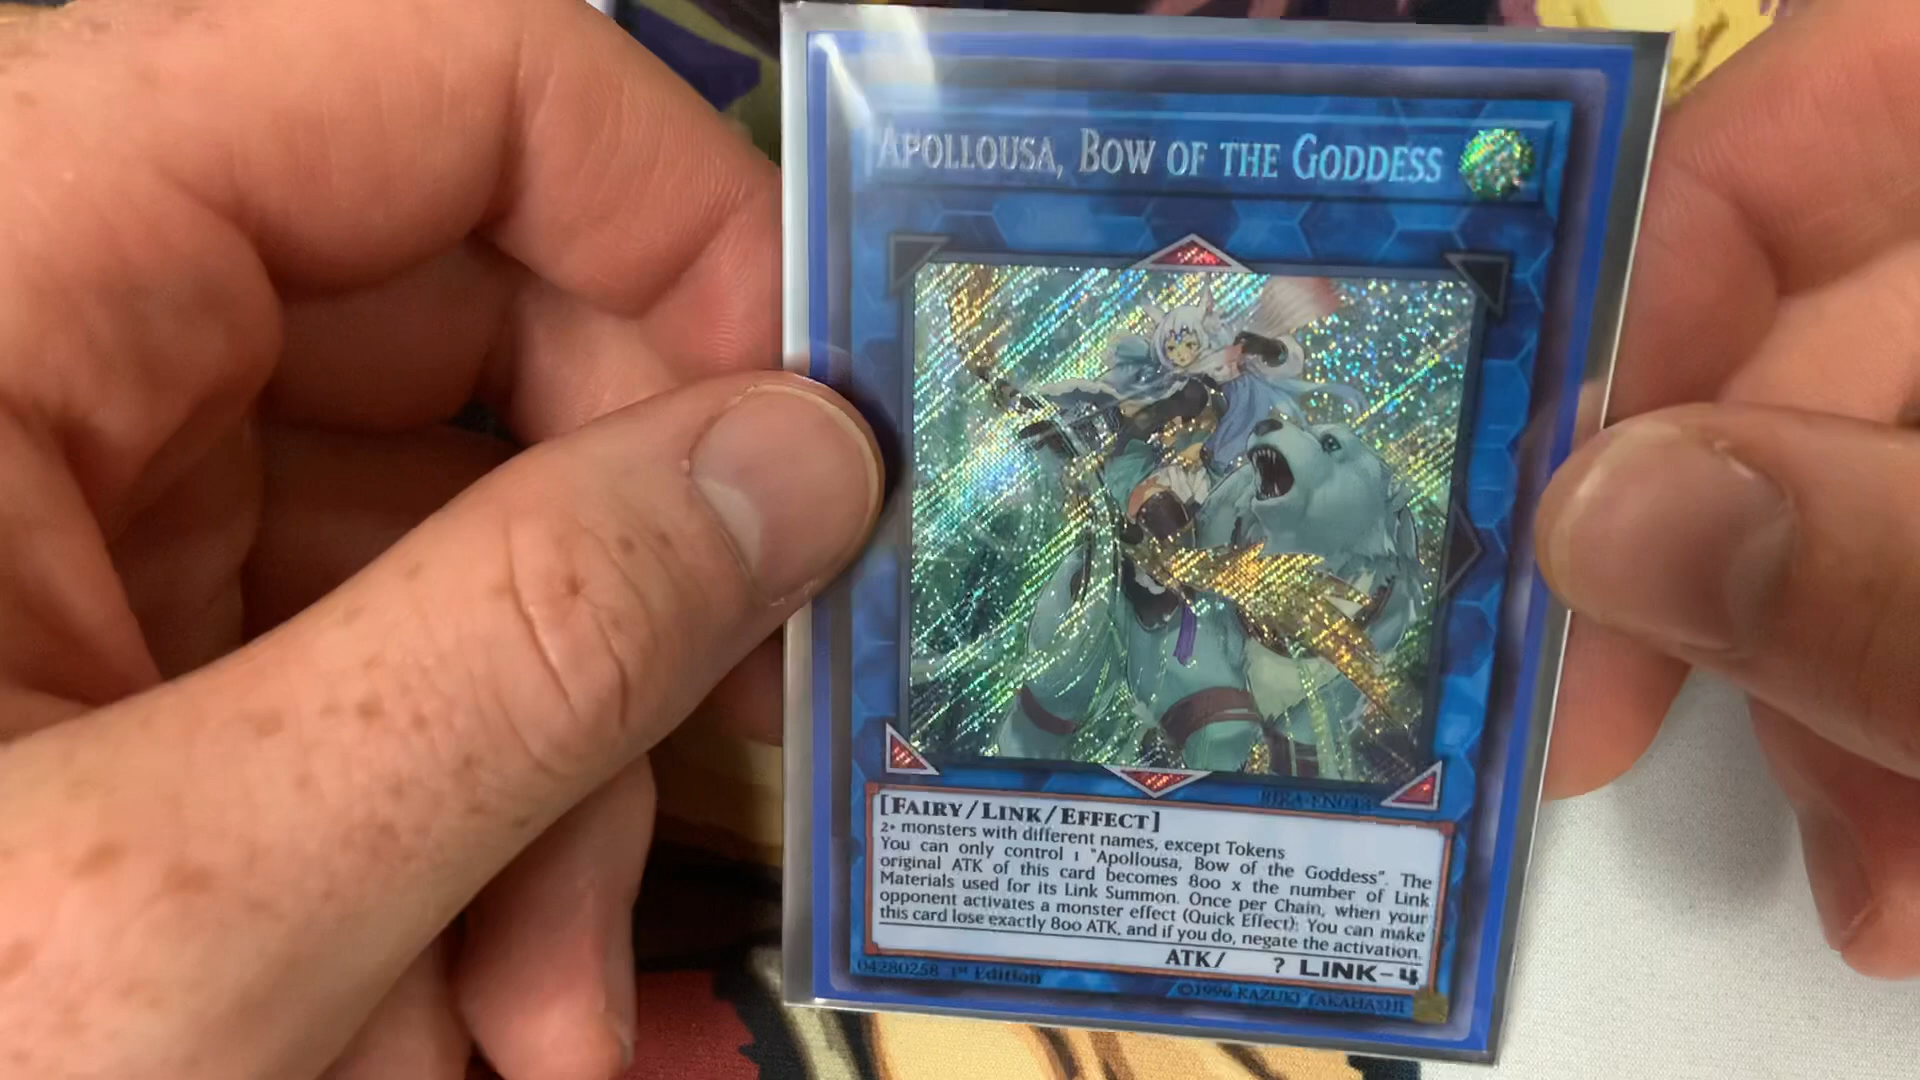 APOLLOUSA, BOW OF THE GODDESS
RIRA-EN048
[FAIRY/LINK/EFFECT]
2+ monsters with different names, except Tokens
You can only control 1 "Apollousa, Bow of the Goddess". The
original ATK of this card becomes 800 x the number of Link
Materials used for its Link Summon. Once per Chain, when your
opponent activates a monster effect (Quick Effect): You can make
this card lose exactly 800 ATK, and if you do, negate the activation.
ATK/ ? LINK-4
04280258 1st Edition
©1996 KAZUKI TAKAHASHI